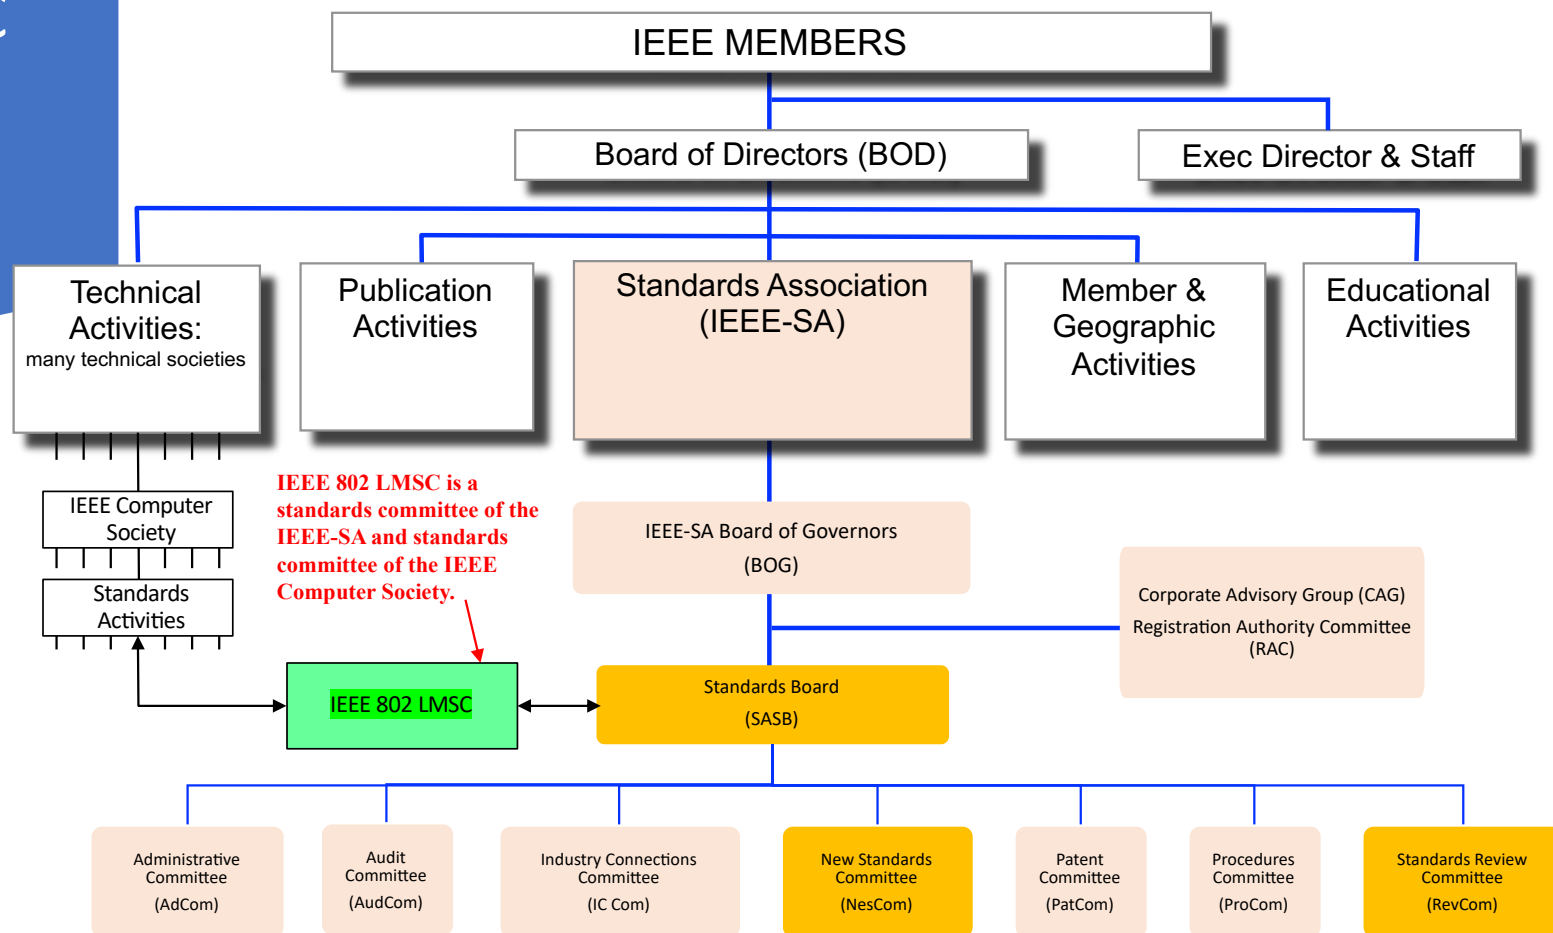 IEEE MEMBERS
Board of Directors (BOD)
Exec Director & Staff
Technical
Activities:
many technical societies
Publication
Activities
Standards Association
(IEEE-SA)
Member &
Geographic
Activities
Educational
Activities
IEEE Computer
Society
Standards
Activities
IEEE 802 LMSC is a
standards committee of the
IEEE-SA and standards
committee of the IEEE
Computer Society.
IEEE-SA Board of Governors
(BOG)
Corporate Advisory Group (CAG)
Registration Authority Committee
(RAC)
IEEE 802 LMSC
Standards Board
(SASB)
Administrative
Committee
(AdCom)
Audit
Committee
(AudCom)
Industry Connections
Committee
(IC Com)
New Standards
Committee
(NesCom)
Patent
Committee
(PatCom)
Procedures
Committee
(ProCom)
Standards Review
Committee
(RevCom)